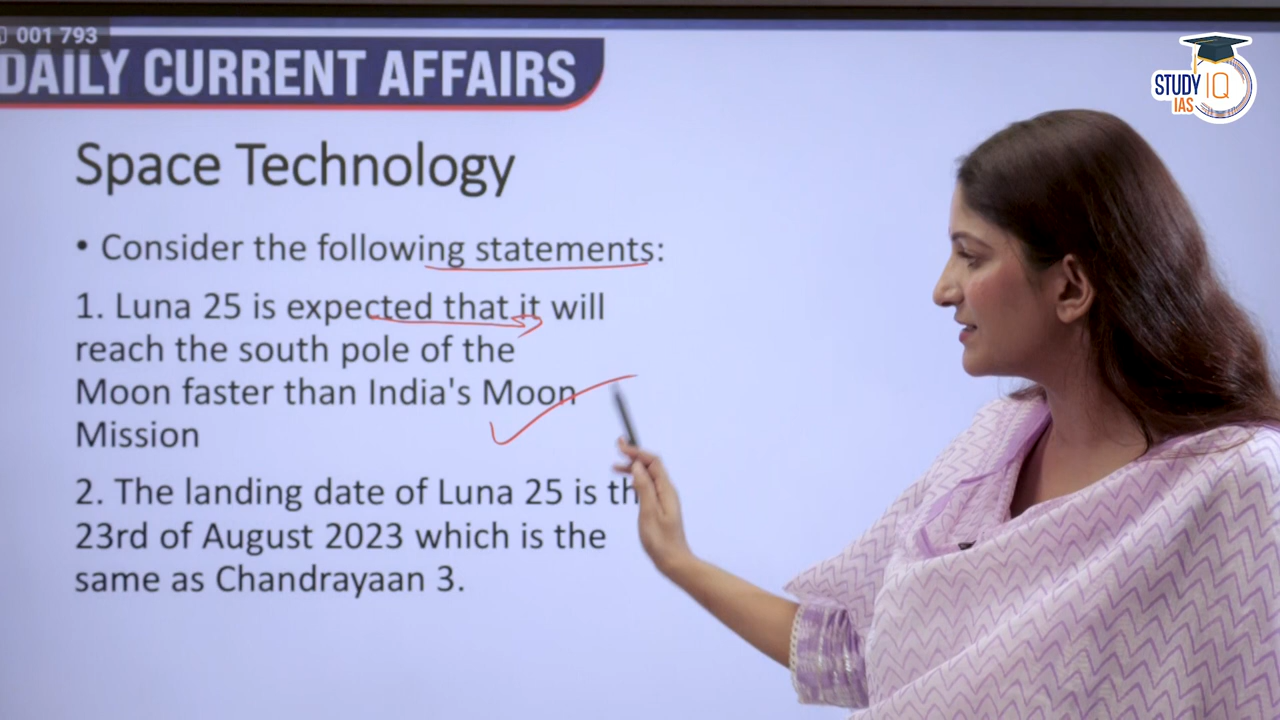 001 793
DAILY CURRENT AFFAIRS
STUDY IQ
IAS
Space Technology
• Consider the following statements:
1. Luna 25 is expected that it will
reach the south pole of the
Moon faster than India's Moon
Mission
2. The landing date of Luna 25 is th
23rd of August 2023 which is the
same as Chandrayaan 3.